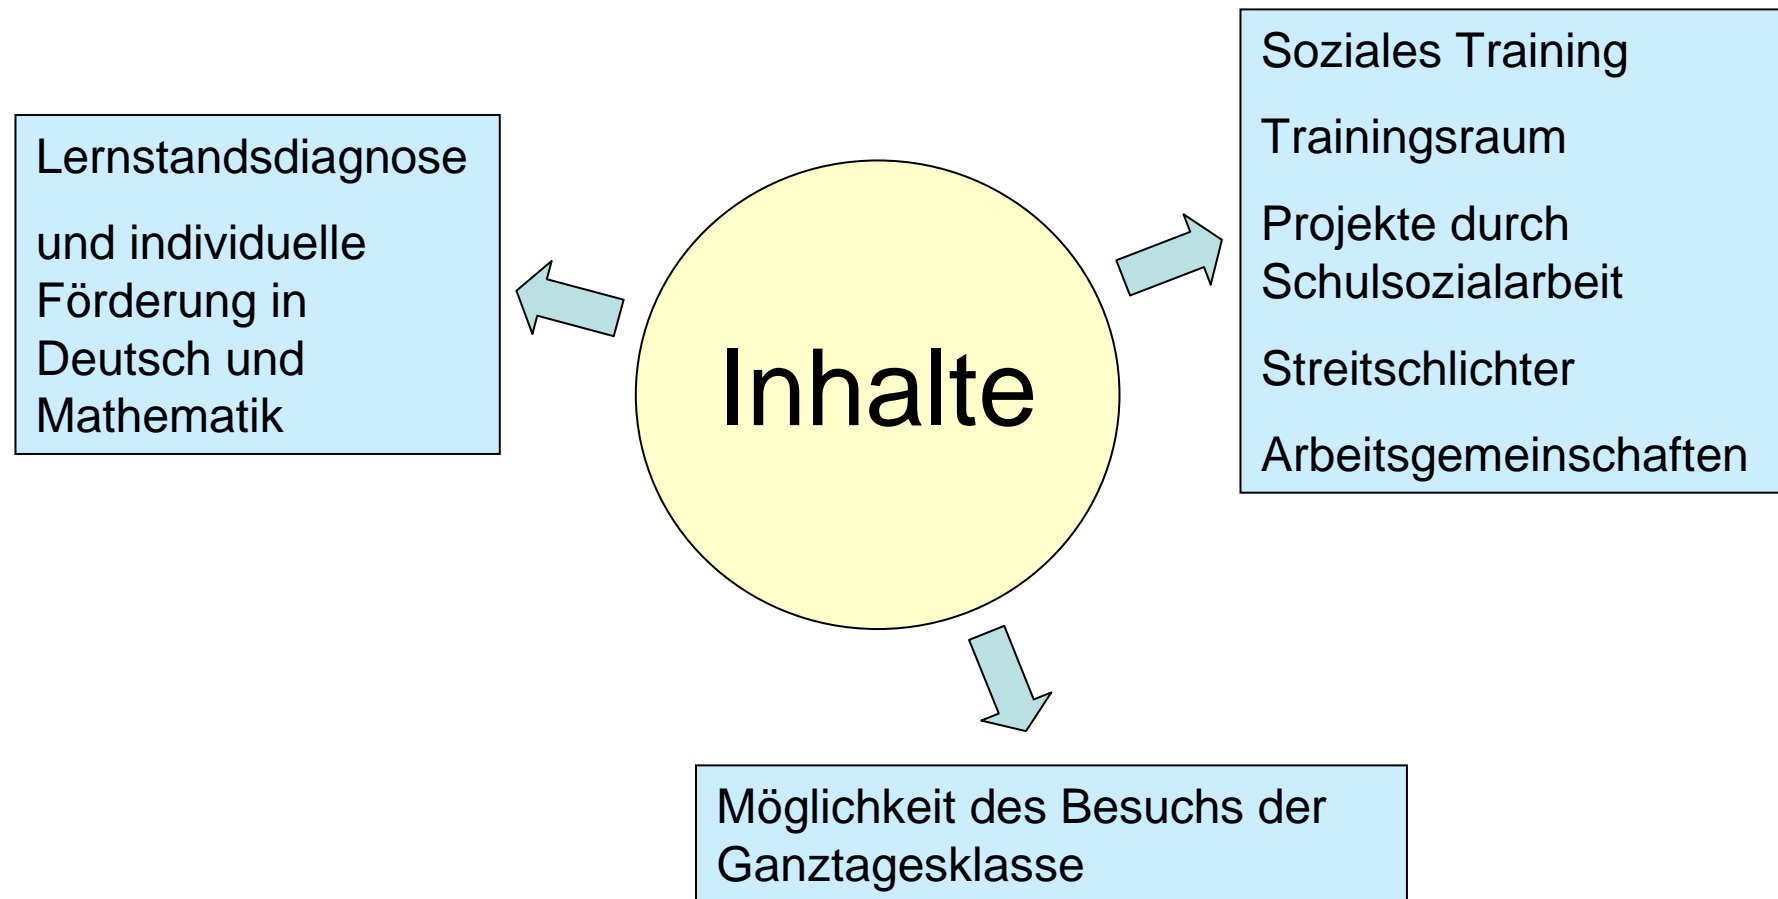 Lernstandsdiagnose
und individuelle
Förderung in
Deutsch und
Mathematik
Inhalte
Soziales Training
Trainingsraum
Projekte durch
Schulsozialarbeit
Streitschlichter
Arbeitsgemeinschaften
Möglichkeit des Besuchs der
Ganztagesklasse